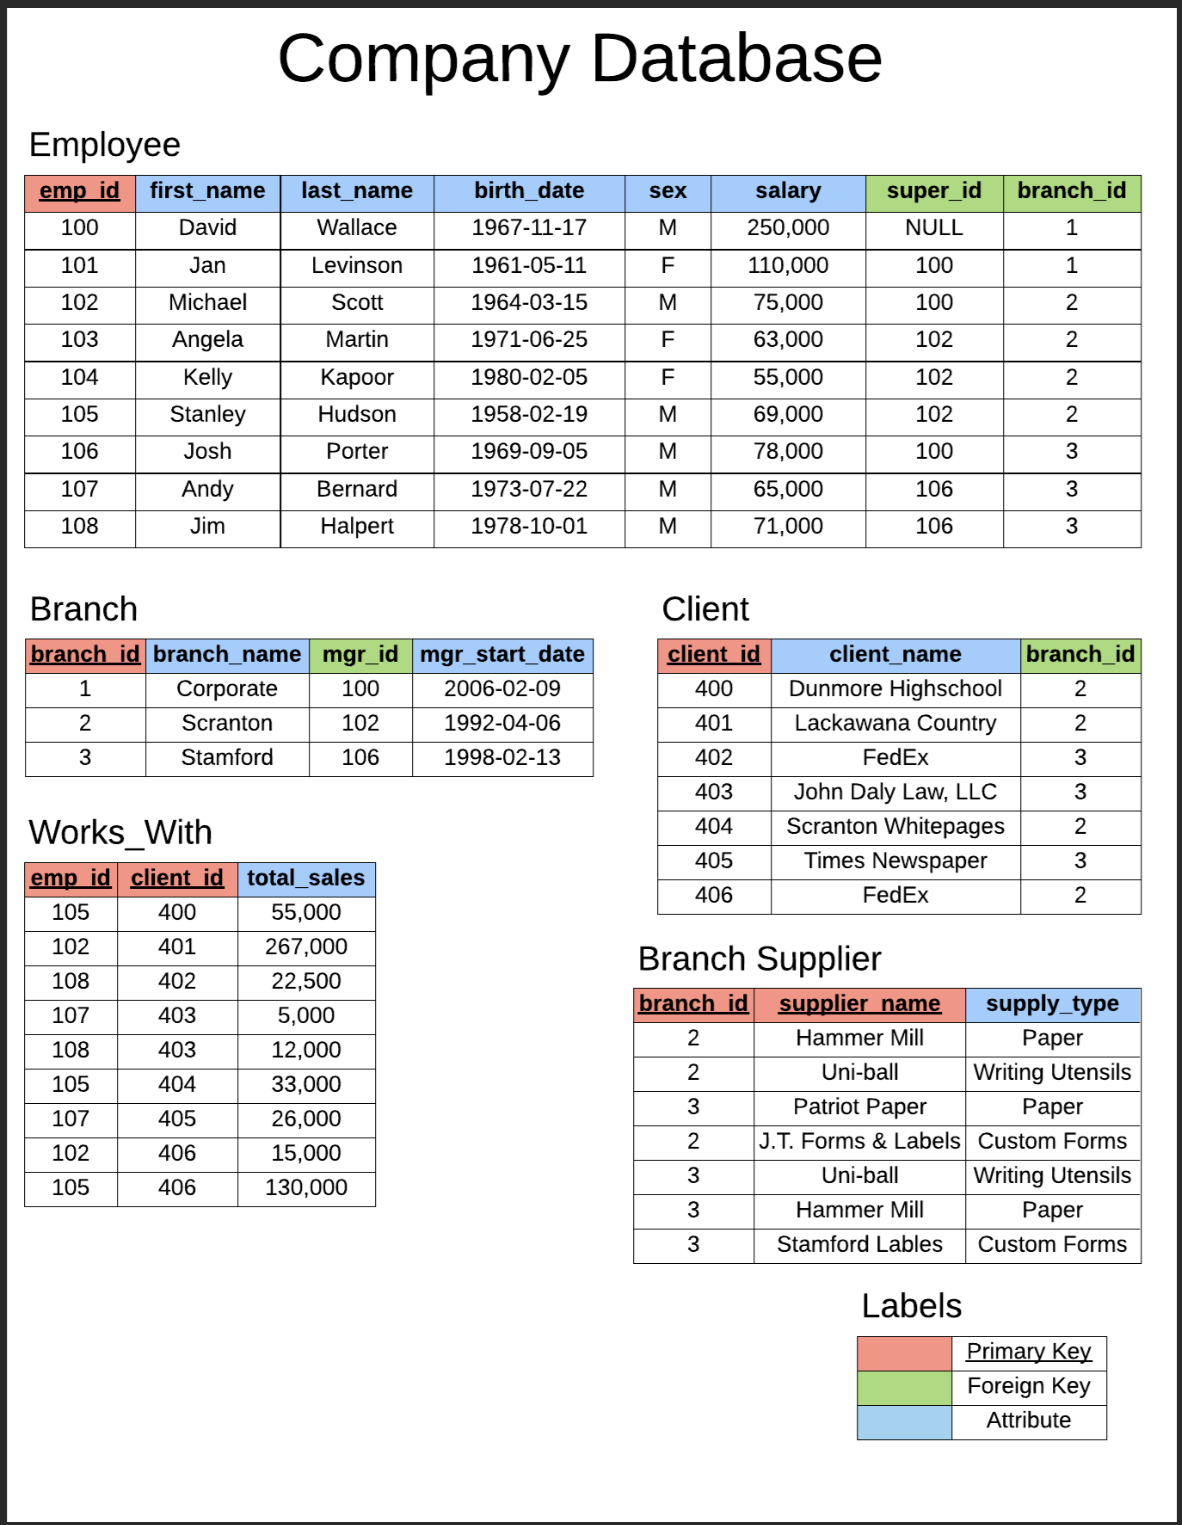 Company Database
Employee
emp_id first_name last_name birth_date sex salary super_id branch_id
100 David Wallace 1967-11-17 M 250,000 NULL 1
101 Jan Levinson 1961-05-11 F 110,000 100 1
102 Michael Scott 1964-03-15 M 75,000 100 2
103 Angela Martin 1971-06-25 F 63,000 102 2
104 Kelly Kapoor 1980-02-05 F 55,000 102 2
105 Stanley Hudson 1958-02-19 M 69,000 102 2
106 Josh Porter 1969-09-05 M 78,000 100 3
107 Andy Bernard 1973-07-22 M 65,000 106 3
108 Jim Halpert 1978-10-01 M 71,000 106 3
Branch
branch_id branch_name mgr_id mgr_start_date
1 Corporate 100 2006-02-09
2 Scranton 102 1992-04-06
3 Stamford 106 1998-02-13
Client
client_id client_name branch_id
400 Dunmore Highschool 2
401 Lackawana Country 2
402 FedEx 3
403 John Daly Law, LLC 3
404 Scranton Whitepages 2
405 Times Newspaper 3
406 FedEx 2
Works_With
emp_id client_id total_sales
105 400 55,000
102 401 267,000
108 402 22,500
107 403 5,000
108 403 12,000
105 404 33,000
107 405 26,000
102 406 15,000
105 406 130,000
Branch Supplier
branch_id supplier_name supply_type
2 Hammer Mill Paper
2 Uni-ball Writing Utensils
3 Patriot Paper Paper
2 J.T. Forms & Labels Custom Forms
3 Uni-ball Writing Utensils
3 Hammer Mill Paper
3 Stamford Lables Custom Forms
Labels
Primary Key
Foreign Key
Attribute